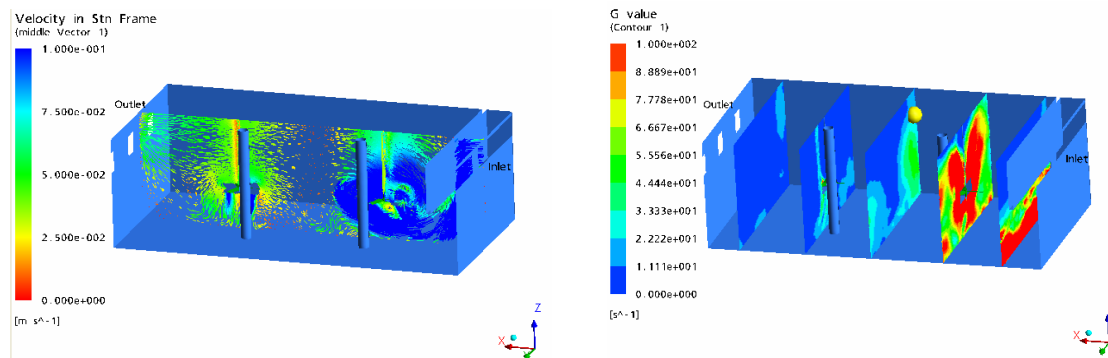 Velocity in Stn Frame
(middle Vector 1)
1.000e-001
7.500e-002
5.000e-002
2.500e-002
0.000e+000
[m s^-1]
Outlet
Inlet
Z
X
G value
(Contour 1)
1.000e+002
8.889e+001
7.778e+001
6.667e+001
5.556e+001
4.444e+001
3.333e+001
2.222e+001
1.111e+001
0.000e+000
[s^-1]
Outlet
Inlet
X